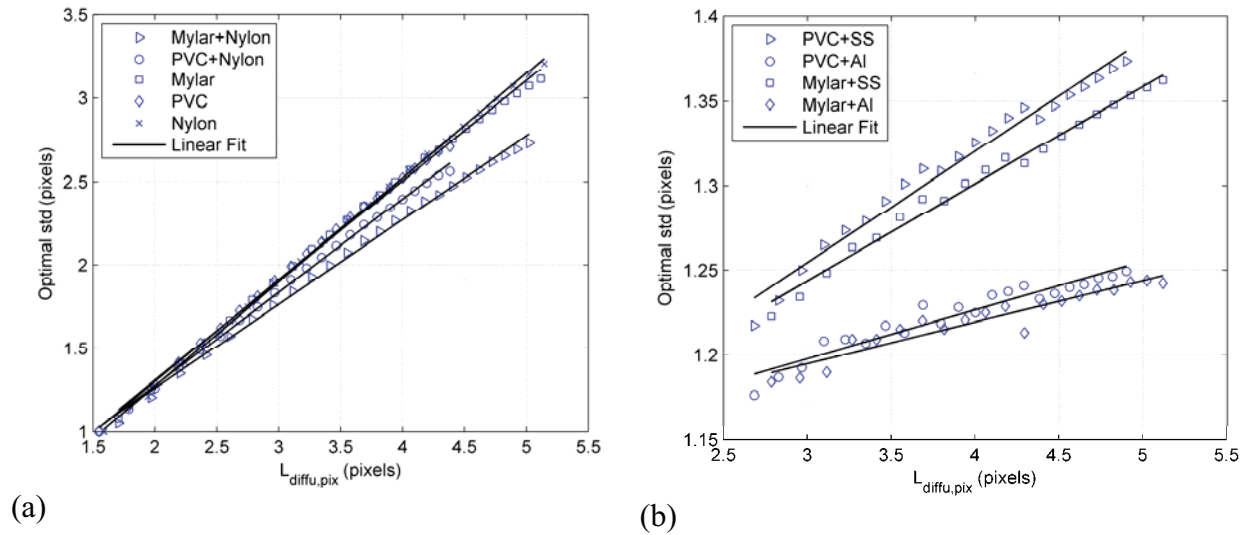 3.5
3
2.5
2
1.5
1
Optimal std (pixels)
Mylar+Nylon
PVC+Nylon
Mylar
PVC
Nylon
Linear Fit
1.5 2 2.5 3 3.5 4 4.5 5 5.5
L diffu,pix (pixels)
(a)
1.4
1.35
1.3
1.25
1.2
1.15
Optimal std (pixels)
PVC+SS
PVC+Al
Mylar+SS
Mylar+Al
Linear Fit
2.5 3 3.5 4 4.5 5 5.5
L diffu,pix (pixels)
(b)